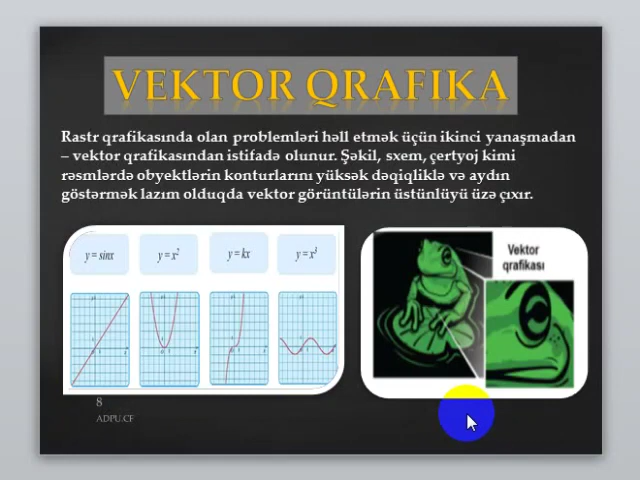 VEKTOR QRAFIKA
Rastr qrafikasında olan problemləri həll etmək üçün ikinci yanaşmadan
– vektor qrafikasından istifadə olunur. Şəkil, sxem, çertyoj kimi
rəsmlərdə obyektlərin konturlarını yüksək dəqiqliklə və aydın
göstərmək lazım olduqda vektor görüntülərin üstünlüyü üzə çıxır.
y = sinx
y = x²
y = kx
y = x³
Vektor
qrafikası
8
ADPU.CF